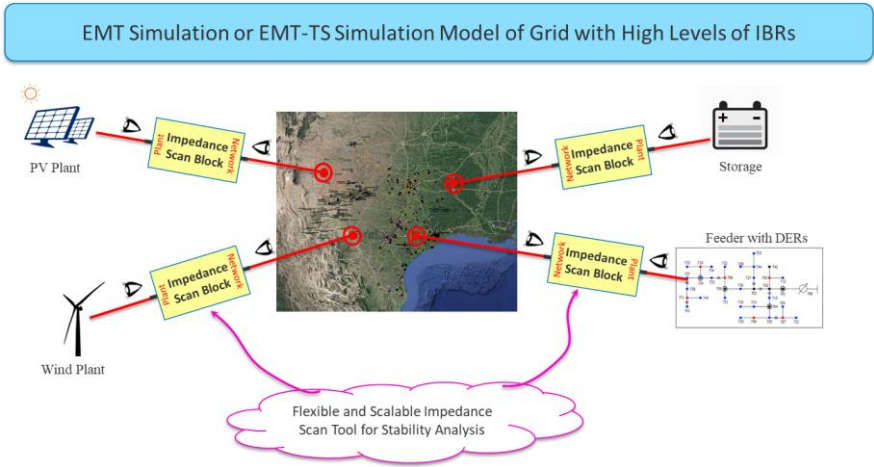 EMT Simulation or EMT-TS Simulation Model of Grid with High Levels of IBRs
PV Plant
Plant
Impedance
Scan Block
Network
Network
Impedance
Scan Block
Plant
Storage
Wind Plant
Plant
Impedance
Scan Block
Network
Network
Impedance
Scan Block
Plant
Feeder with DERs
Flexible and Scalable Impedance
Scan Tool for Stability Analysis